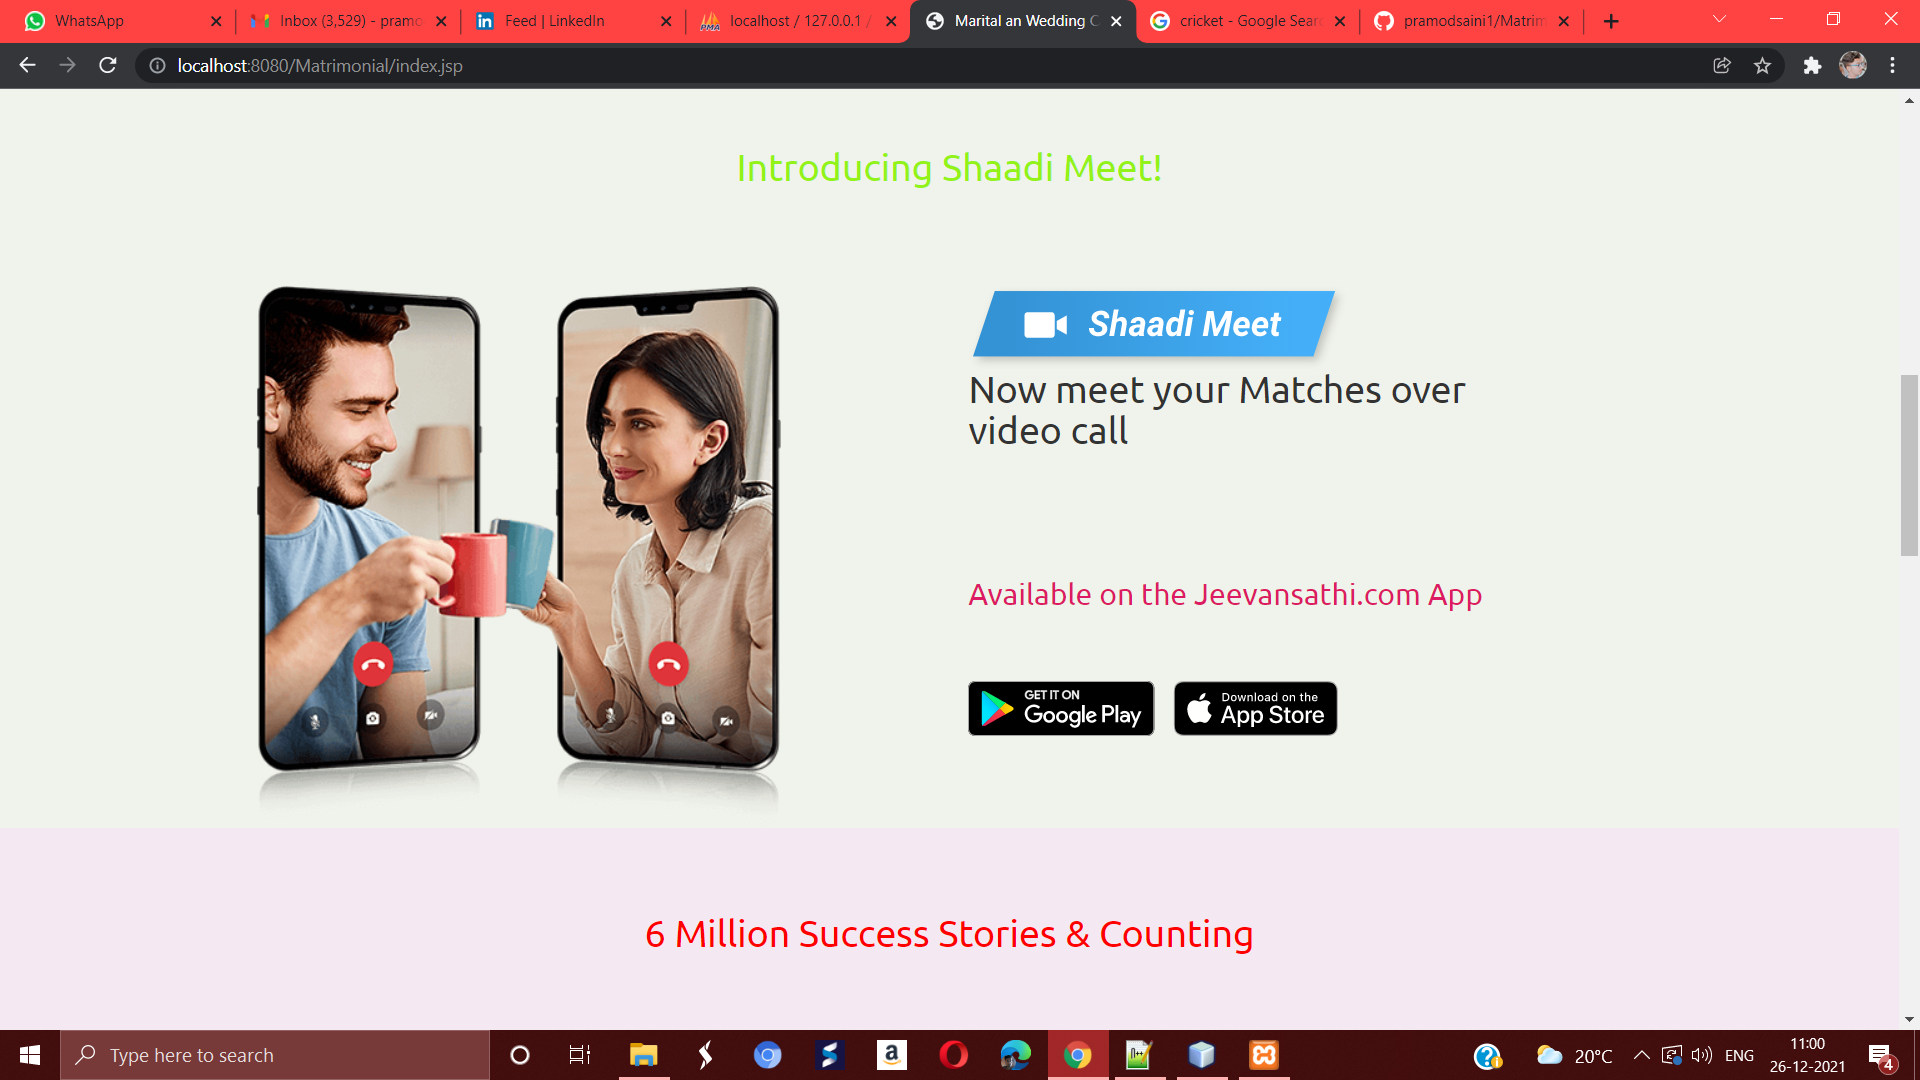 WhatsApp
Inbox (3,529) - pramo
Feed | LinkedIn
PMA
localhost / 127.0.0.1 /
Marital an Wedding C
cricket - Google Sear
pramodsaini1/Matrim
localhost:8080/Matrimonial/index.jsp
Introducing Shaadi Meet!
Shaadi Meet
Now meet your Matches over
video call
Available on the Jeevansathi.com App
GET IT ON
Google Play
Download on the
App Store
6 Million Success Stories & Counting
Type here to search
20°C
ENG
11:00
26-12-2021
4